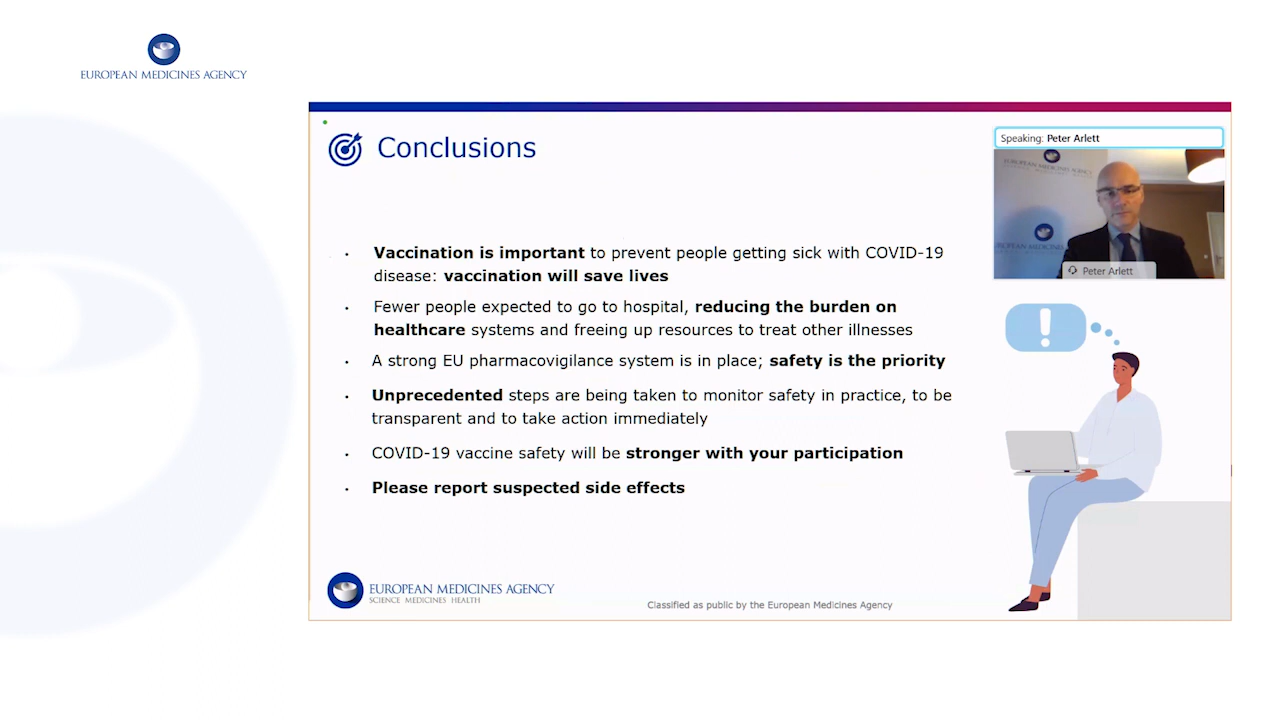 EUROPEAN MEDICINES AGENCY
Conclusions
Speaking: Peter Arlett
EUROPEAN MEDICINES AGENCY
EUROPEAN MEDICINES
Peter Arlett
• Vaccination is important to prevent people getting sick with COVID-19
disease: vaccination will save lives
• Fewer people expected to go to hospital, reducing the burden on
healthcare systems and freeing up resources to treat other illnesses
• A strong EU pharmacovigilance system is in place; safety is the priority
• Unprecedented steps are being taken to monitor safety in practice, to be
transparent and to take action immediately
• COVID-19 vaccine safety will be stronger with your participation
• Please report suspected side effects
!
EUROPEAN MEDICINES AGENCY
SCIENCE MEDICINES HEALTH
Classified as public by the European Medicines Agency